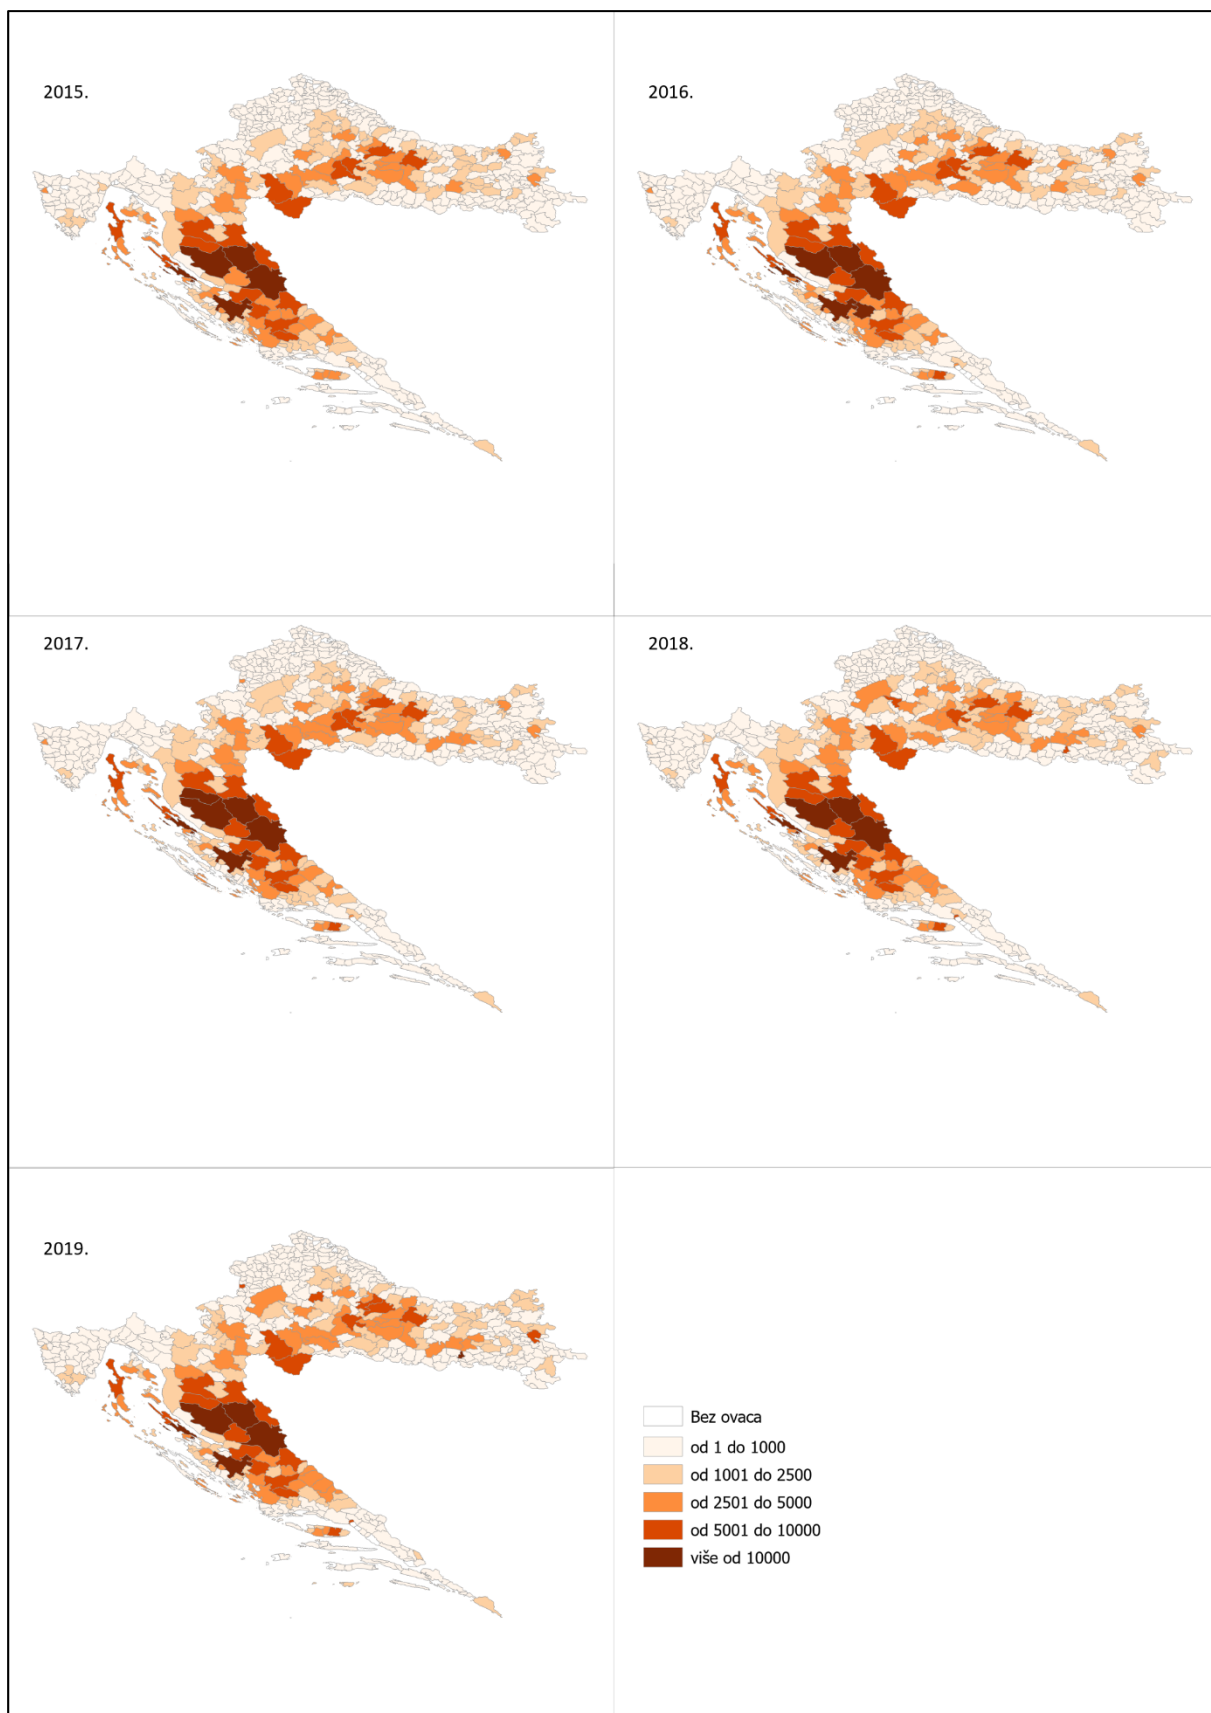 2015.
2016.
2017.
2018.
2019.
Bez ovaca
od 1 do 1000
od 1001 do 2500
od 2501 do 5000
od 5001 do 10000
više od 10000